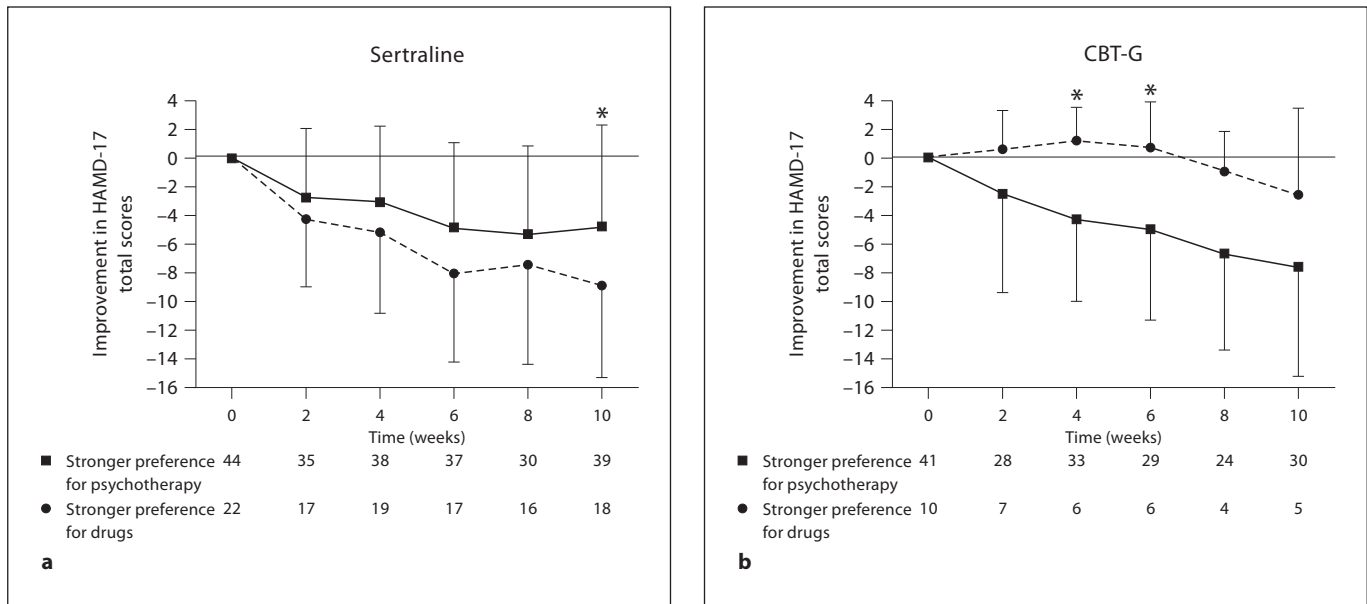 Sertraline
*
4
2
0
–2
–4
–6
–8
–10
–12
–14
–16
Improvement in HAMD-17
total scores
0 2 4 6 8 10
Time (weeks)
Stronger preference 44 35 38 37 30 39
for psychotherapy
Stronger preference 22 17 19 17 16 18
for drugs
a
CBT-G
* *
4
2
0
–2
–4
–6
–8
–10
–12
–14
–16
Improvement in HAMD-17
total scores
0 2 4 6 8 10
Time (weeks)
Stronger preference 41 28 33 29 24 30
for psychotherapy
Stronger preference 10 7 6 6 4 5
for drugs
b